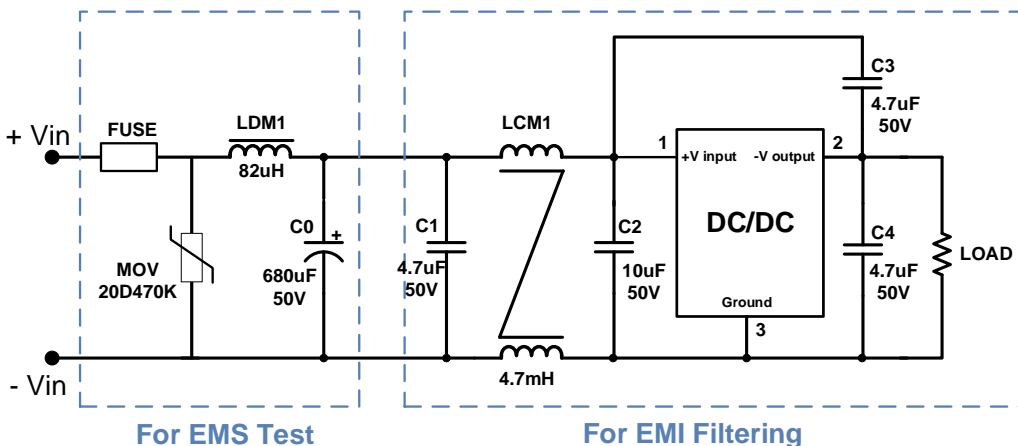 + Vin
FUSE
LDM1
82uH
MOV
20D470K
C0
+
680uF
50V
- Vin
For EMS Test
C1
4.7uF
50V
LCM1
4.7mH
C2
10uF
50V
1
+V input
-V output
2
DC/DC
Ground
3
C3
4.7uF
50V
C4
4.7uF
50V
LOAD
For EMI Filtering